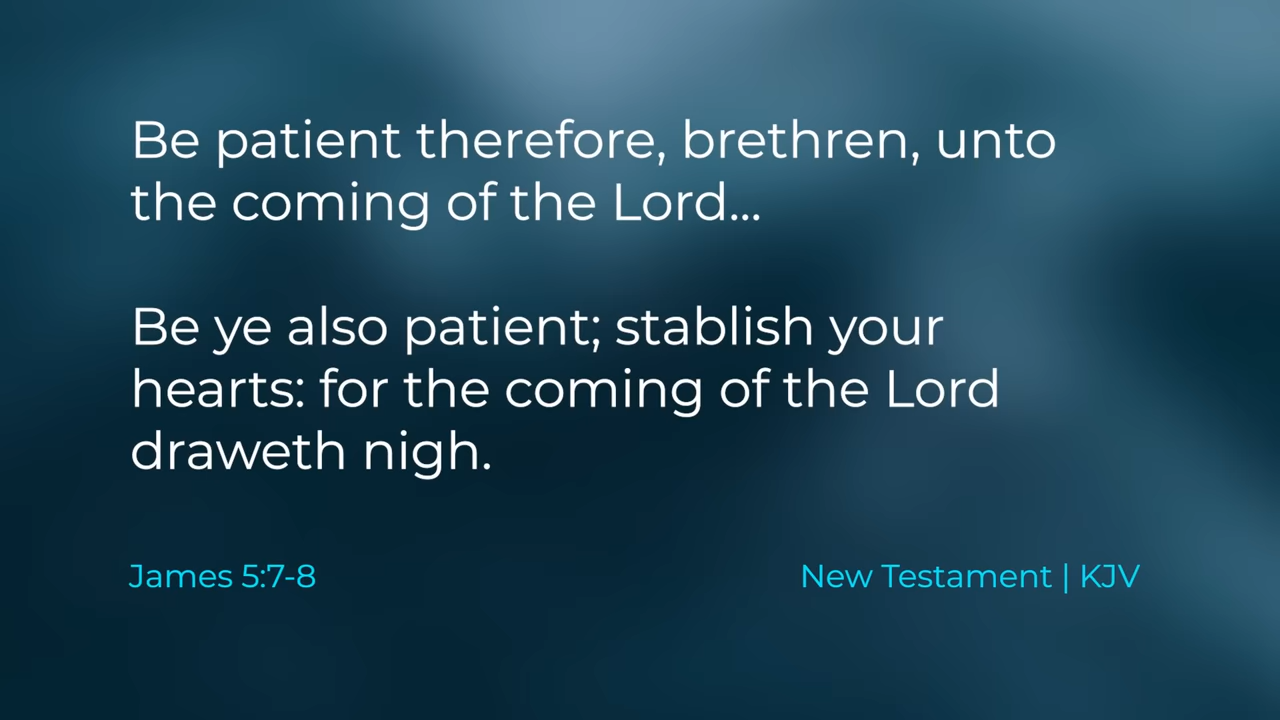 Be patient therefore, brethren, unto
the coming of the Lord...
Be ye also patient; stablish your
hearts: for the coming of the Lord
draweth nigh.
James 5:7-8
New Testament | KJV